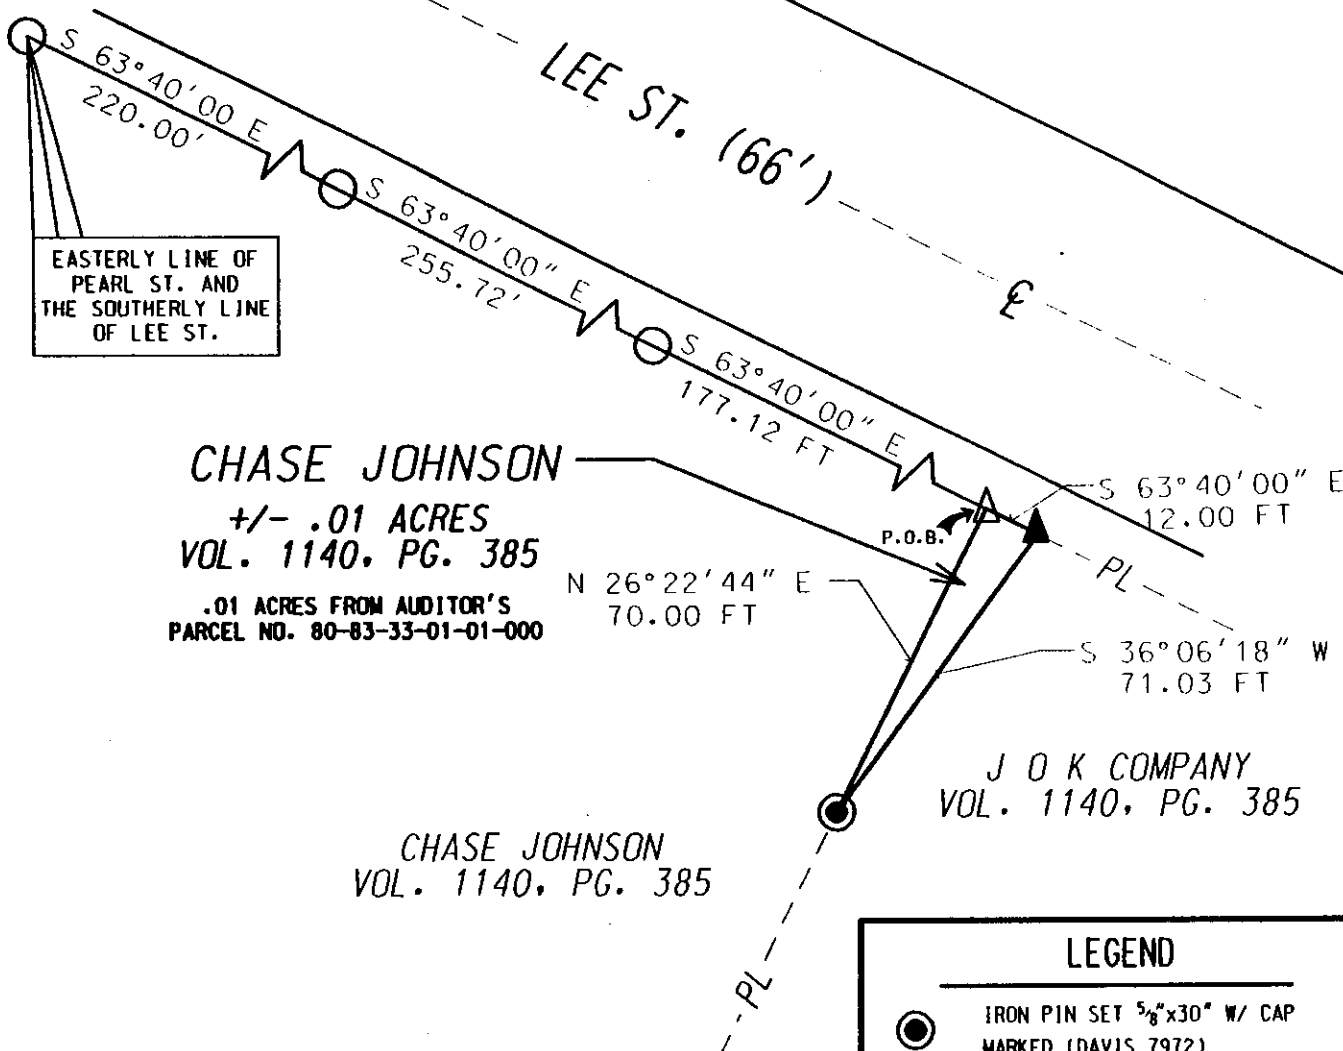 S 63°40'00 E
220.00'
LEE ST. (66')
S 63°40'00" E
255.72'
EASTERLY LINE OF
PEARL ST. AND
THE SOUTHERLY LINE
OF LEE ST.
S 63°40'00" E
177.12 FT
CHASE JOHNSON
+/- .01 ACRES
VOL. 1140, PG. 385
.01 ACRES FROM AUDITOR'S
PARCEL NO. 80-83-33-01-01-000
S 63°40'00" E
12.00 FT
P.O.B.
PL
N 26°22'44" E
70.00 FT
S 36°06'18" W
71.03 FT
J O K COMPANY
VOL. 1140, PG. 385
CHASE JOHNSON
VOL. 1140, PG. 385
PL
LEGEND
IRON PIN SET 5/8"x30" W/ CAP
MARKED (DAVIS 7972)